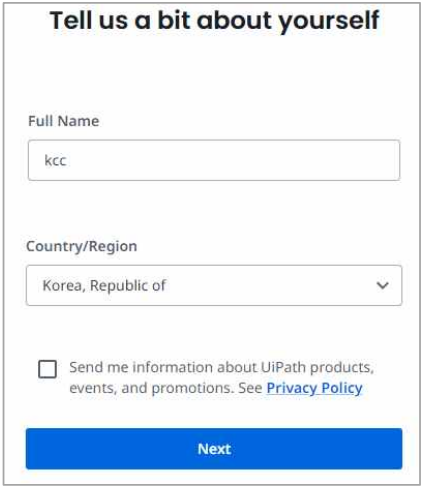 Tell us a bit about yourself
Full Name
kcc
Country/Region
Korea, Republic of
Send me information about UiPath products,
events, and promotions. See Privacy Policy
Next